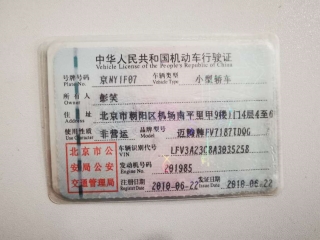 中华人民共和国机动车行驶证
Vehicle License of the People's Republic of China
号牌号码 京NY1F07 车辆类型 小型轿车
Plate No. Vehicle Type
所有人 彭笑
Owner
住址 北京市朝阳区机场南平里甲9楼1门4层4至6
Address
使用性质 非营运 品牌型号 迈腾牌FV7187TDQG
Use Character Model
北京市公安局公安交通管理局
车辆识别代号 LFV3A23C8A3035258
VIN
发动机号码 201985
Engine No.
注册日期 2010-06-22 发证日期 2010-06-22
Register Date Issue Date